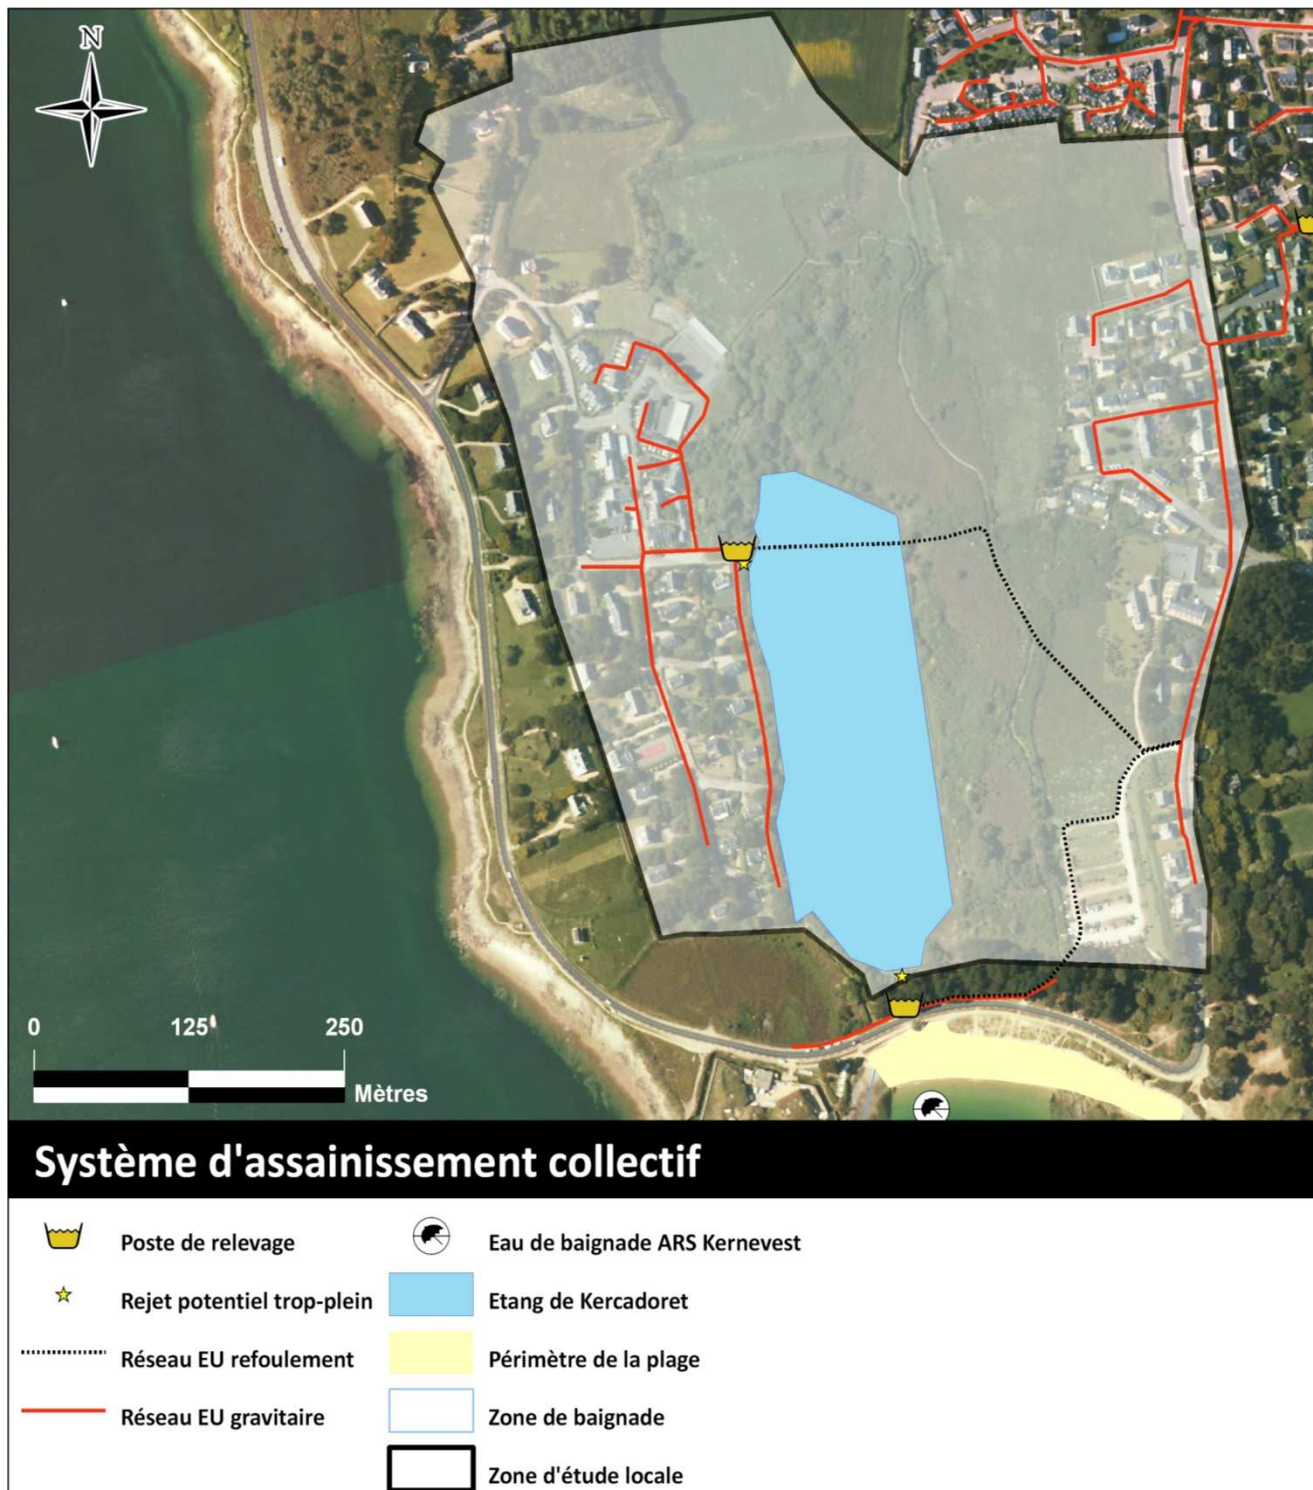 N
0 125 250
Mètres
Système d'assainissement collectif
Poste de relevage
Rejet potentiel trop-plein
Réseau EU refoulement
Réseau EU gravitaire
Eau de baignade ARS Kernevest
Etang de Kercadoret
Périmètre de la plage
Zone de baignade
Zone d'étude locale